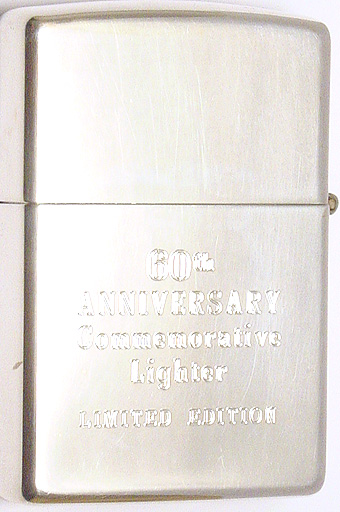 60th
ANNIVERSARY
Commemorative
Lighter
LIMITED EDITION